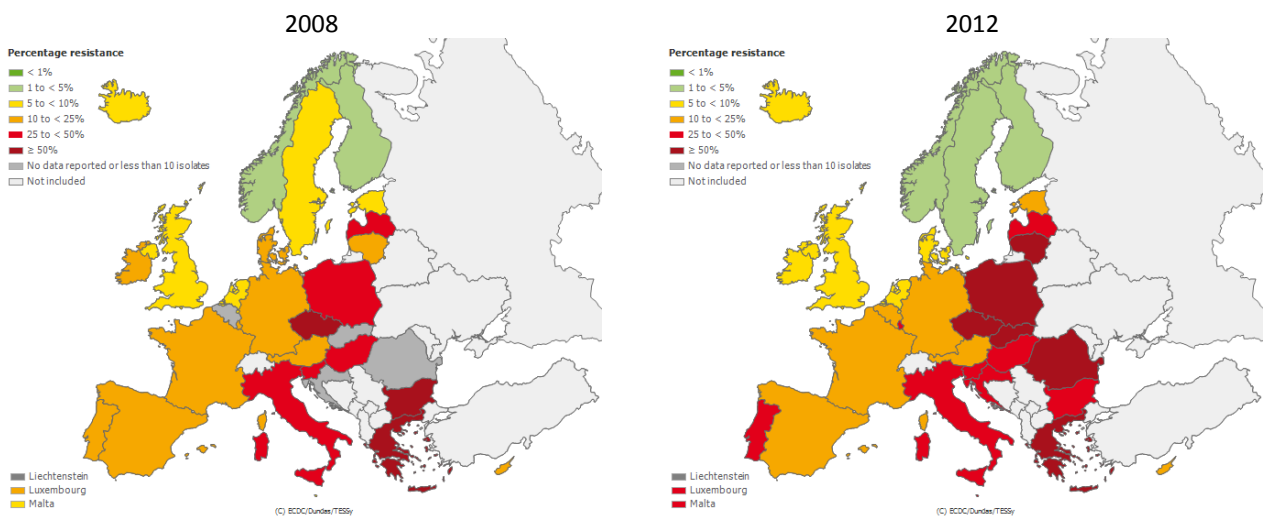 2008
Percentage resistance
< 1%
1 to < 5%
5 to < 10%
10 to < 25%
25 to < 50%
≥ 50%
No data reported or less than 10 isolates
Not included
Liechtenstein
Luxembourg
Malta
(C) ECDC/Dundas/TESSy
2012
Percentage resistance
< 1%
1 to < 5%
5 to < 10%
10 to < 25%
25 to < 50%
≥ 50%
No data reported or less than 10 isolates
Not included
Liechtenstein
Luxembourg
Malta
(C) ECDC/Dundas/TESSy